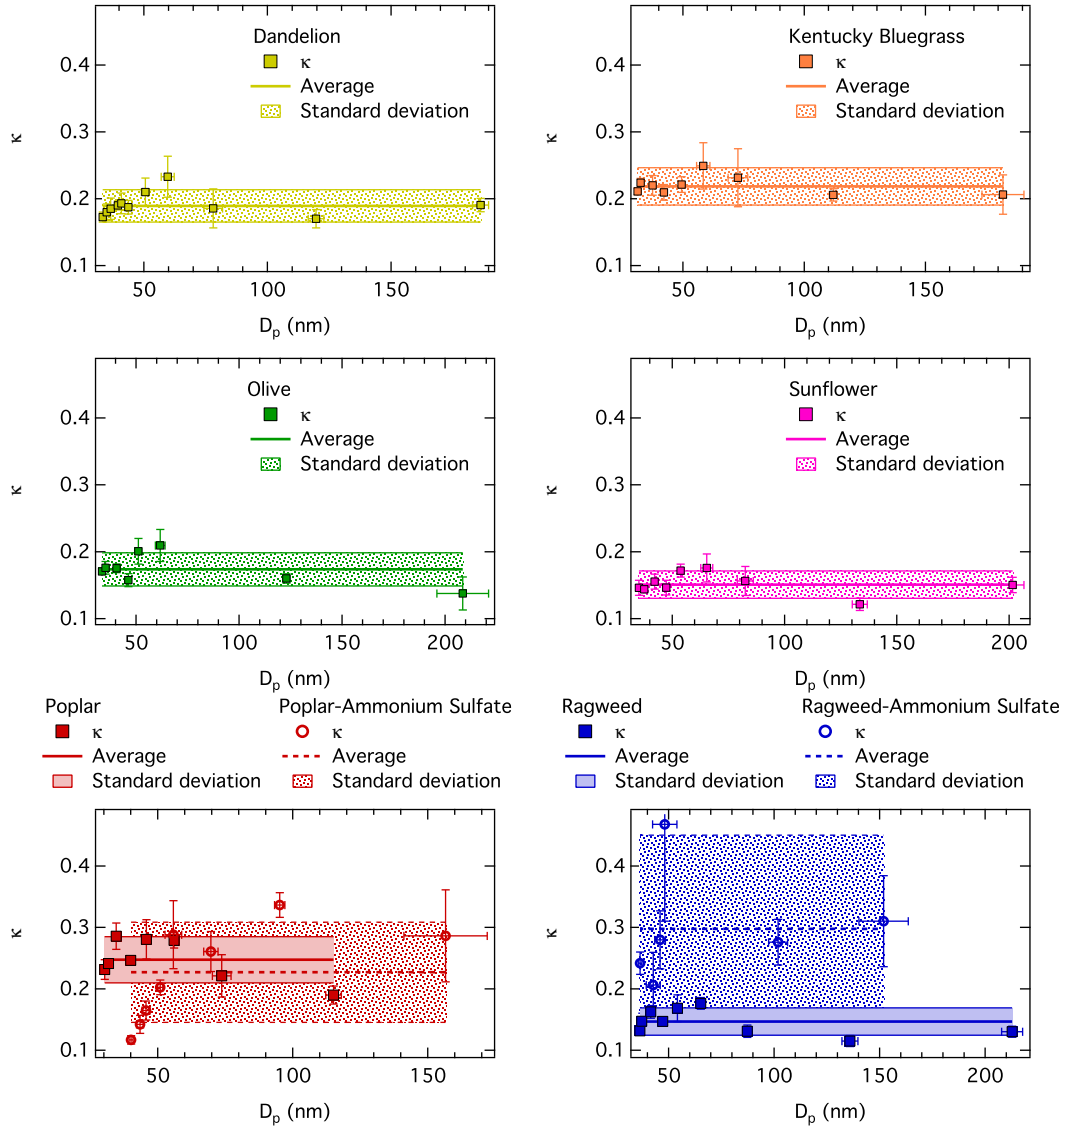 Dandelion
κ
Average
Standard deviation
0.4
0.3
0.2
0.1
κ
50
100
150
D_p (nm)
Kentucky Bluegrass
κ
Average
Standard deviation
0.4
0.3
0.2
0.1
κ
50
100
150
D_p (nm)
Olive
κ
Average
Standard deviation
0.4
0.3
0.2
0.1
κ
50
100
150
200
D_p (nm)
Sunflower
κ
Average
Standard deviation
0.4
0.3
0.2
0.1
κ
50
100
150
200
D_p (nm)
Poplar
κ
Average
Standard deviation
Poplar-Ammonium Sulfate
κ
Average
Standard deviation
0.4
0.3
0.2
0.1
κ
50
100
150
D_p (nm)
Ragweed
κ
Average
Standard deviation
Ragweed-Ammonium Sulfate
κ
Average
Standard deviation
0.4
0.3
0.2
0.1
κ
50
100
150
200
D_p (nm)